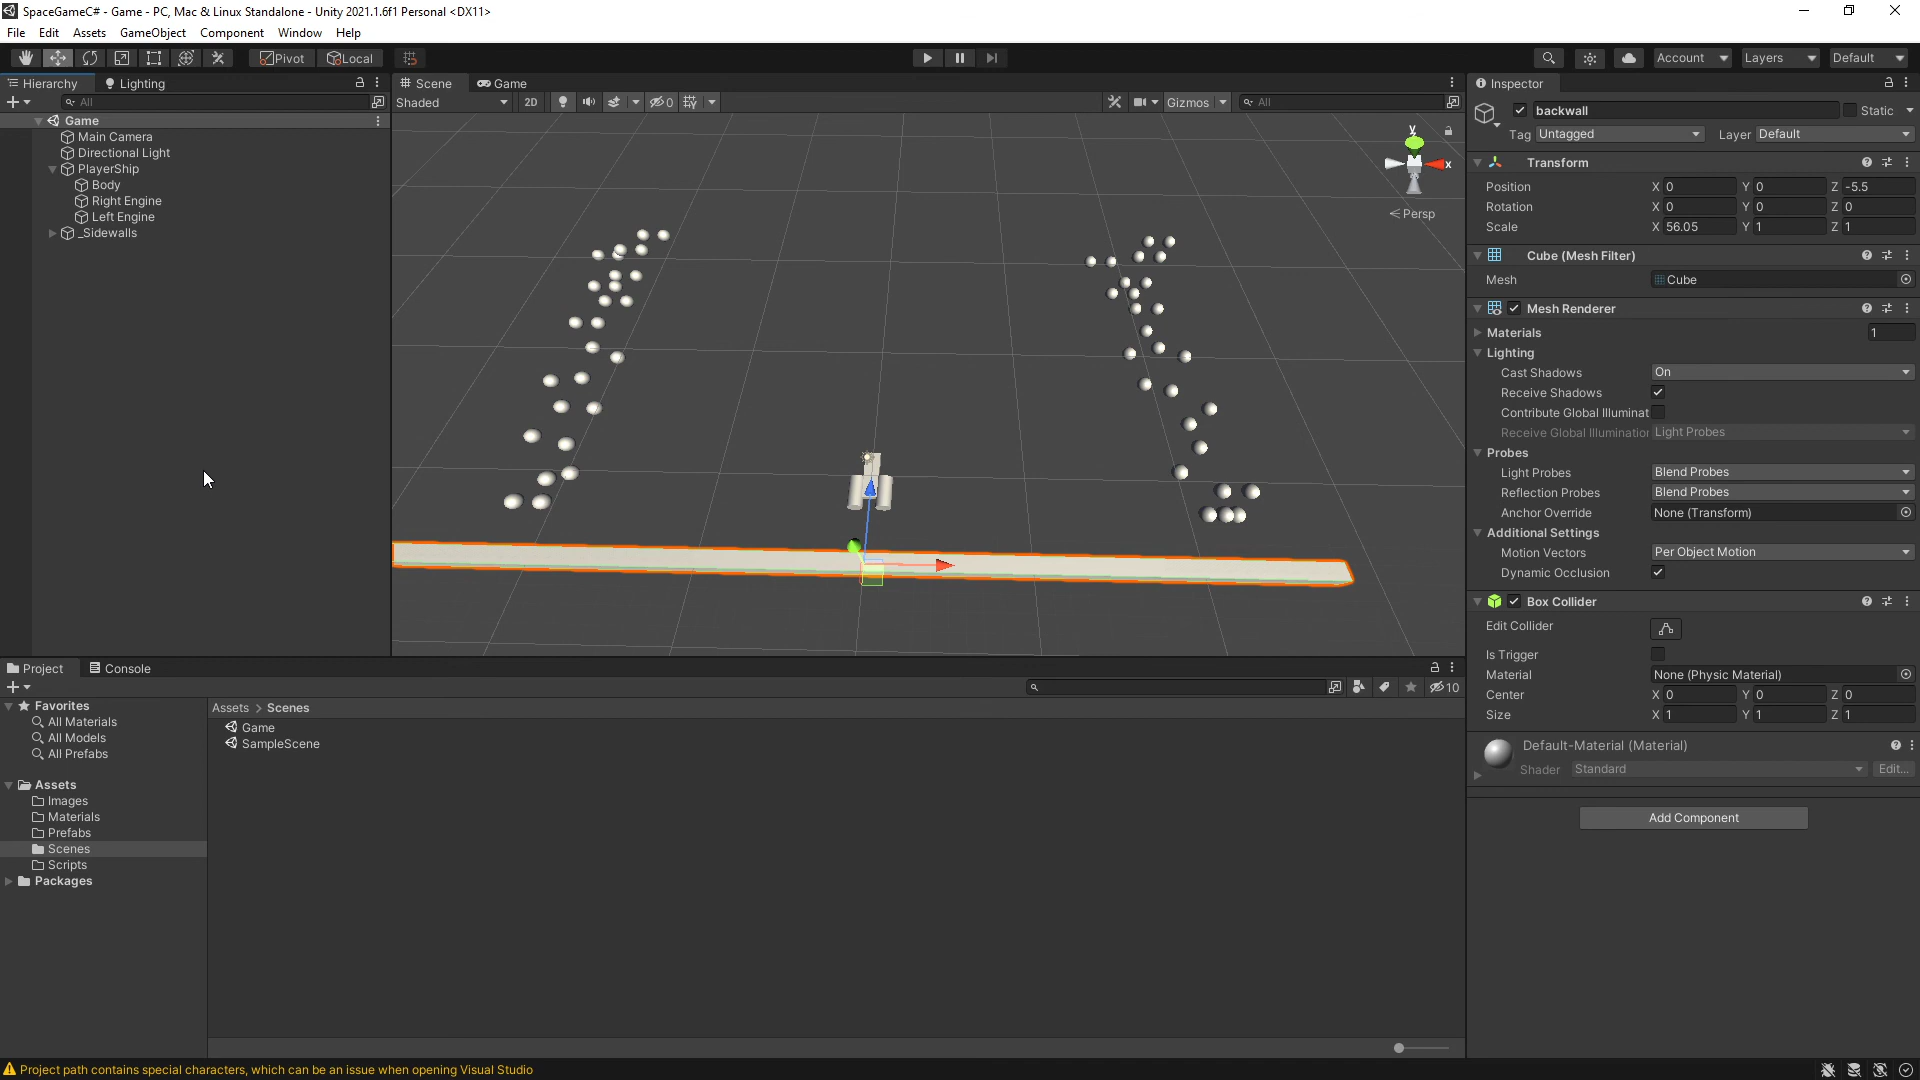 SpaceGameC# - Game - PC, Mac & Linux Standalone - Unity 2021.1.6f1 Personal <DX11>
File Edit Assets GameObject Component Window Help
Pivot Local Account Layers Default
Hierarchy Lighting
All
Game
Main Camera
Directional Light
PlayerShip
Body
Right Engine
Left Engine
_Sidewalls
Scene Game
Shaded 2D 0 Gizmos All
y
x
Persp
Inspector
backwall Static
Tag Untagged Layer Default
Transform
Position X 0 Y 0 Z -5.5
Rotation X 0 Y 0 Z 0
Scale X 56.05 Y 1 Z 1
Cube (Mesh Filter)
Mesh Cube
Mesh Renderer
Materials 1
Lighting
Cast Shadows On
Receive Shadows
Contribute Global Illuminat
Receive Global Illumination Light Probes
Probes
Light Probes Blend Probes
Reflection Probes Blend Probes
Anchor Override None (Transform)
Additional Settings
Motion Vectors Per Object Motion
Dynamic Occlusion
Box Collider
Edit Collider
Is Trigger
Material None (Physic Material)
Center X 0 Y 0 Z 0
Size X 1 Y 1 Z 1
Default-Material (Material)
Shader Standard Edit...
Add Component
Project Console
10
Favorites
All Materials
All Models
All Prefabs
Assets
Images
Materials
Prefabs
Scenes
Scripts
Packages
Assets > Scenes
Game
SampleScene
Project path contains special characters, which can be an issue when opening Visual Studio